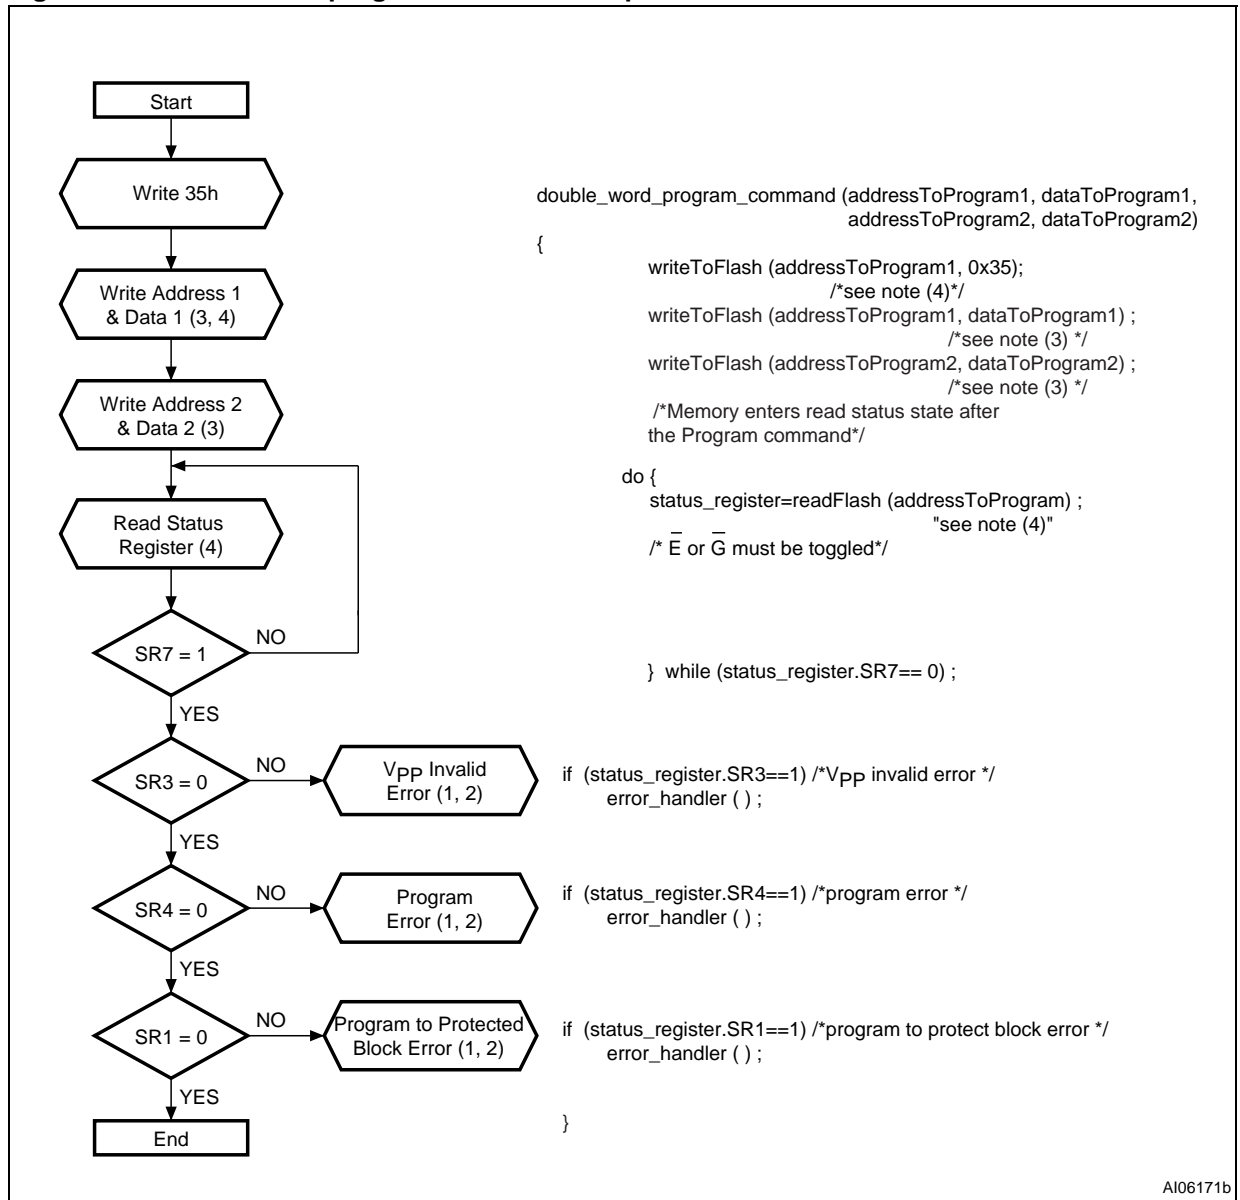 Start
Write 35h
Write Address 1
& Data 1 (3, 4)
Write Address 2
& Data 2 (3)
Read Status
Register (4)
SR7 = 1
NO
YES
SR3 = 0
NO
VPP Invalid
Error (1, 2)
YES
SR4 = 0
NO
Program
Error (1, 2)
YES
SR1 = 0
NO
Program to Protected
Block Error (1, 2)
YES
End
double_word_program_command (addressToProgram1, dataToProgram1,
addressToProgram2, dataToProgram2)
{
writeToFlash (addressToProgram1, 0x35);
/*see note (4)*/
writeToFlash (addressToProgram1, dataToProgram1) ;
/*see note (3) */
writeToFlash (addressToProgram2, dataToProgram2) ;
/*see note (3) */
/*Memory enters read status state after
the Program command*/
do {
status_register=readFlash (addressToProgram) ;
"see note (4)"
/* E̅ or G̅ must be toggled*/
} while (status_register.SR7== 0) ;
if (status_register.SR3==1) /*VPP invalid error */
error_handler ( ) ;
if (status_register.SR4==1) /*program error */
error_handler ( ) ;
if (status_register.SR1==1) /*program to protect block error */
error_handler ( ) ;
}
AI06171b